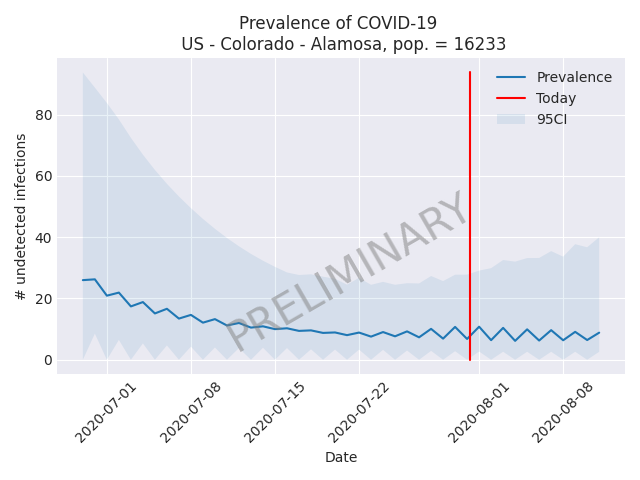 Prevalence of COVID-19
US - Colorado - Alamosa, pop. = 16233
Prevalence
Today
95CI
PRELIMINARY
# undetected infections
80
60
40
20
0
2020-07-01
2020-07-08
2020-07-15
2020-07-22
2020-08-01
2020-08-08
Date